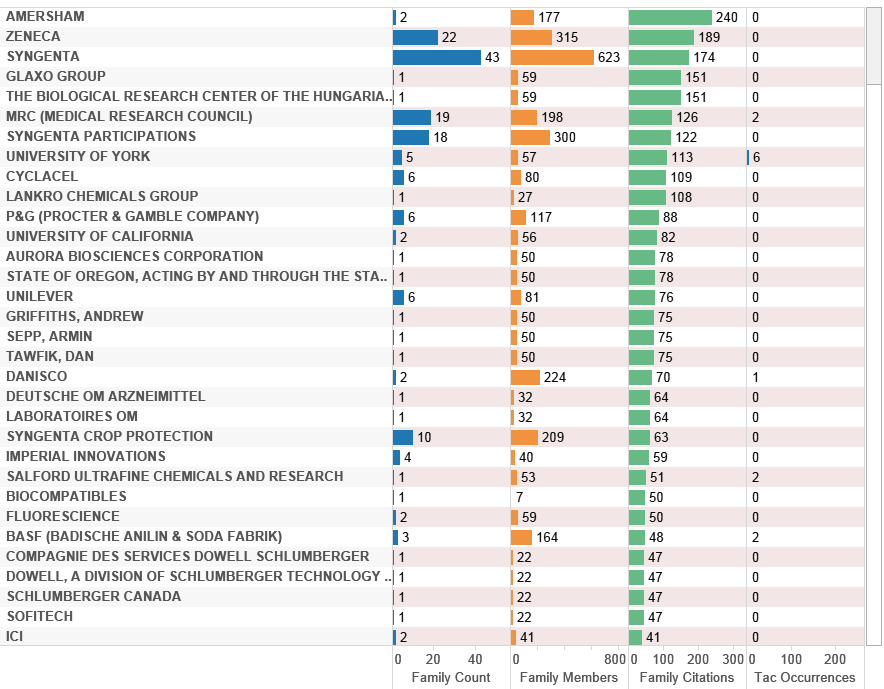 AMERSHAM 2 177 240 0
ZENECA 22 315 189 0
SYNGENTA 43 623 174 0
GLAXO GROUP 1 59 151 0
THE BIOLOGICAL RESEARCH CENTER OF THE HUNGARIA.. 1 59 151 0
MRC (MEDICAL RESEARCH COUNCIL) 19 198 126 2
SYNGENTA PARTICIPATIONS 18 300 122 0
UNIVERSITY OF YORK 5 57 113 6
CYCLACEL 6 80 109 0
LANKRO CHEMICALS GROUP 1 27 108 0
P&G (PROCTER & GAMBLE COMPANY) 6 117 88 0
UNIVERSITY OF CALIFORNIA 2 56 82 0
AURORA BIOSCIENCES CORPORATION 1 50 78 0
STATE OF OREGON, ACTING BY AND THROUGH THE STA.. 1 50 78 0
UNILEVER 6 81 76 0
GRIFFITHS, ANDREW 1 50 75 0
SEPP, ARMIN 1 50 75 0
TAWFIK, DAN 1 50 75 0
DANISCO 2 224 70 1
DEUTSCHE OM ARZNEIMITTEL 1 32 64 0
LABORATOIRES OM 1 32 64 0
SYNGENTA CROP PROTECTION 10 209 63 0
IMPERIAL INNOVATIONS 4 40 59 0
SALFORD ULTRAFINE CHEMICALS AND RESEARCH 1 53 51 2
BIOCOMPATIBLES 1 7 50 0
FLUORESCIENCE 2 59 50 0
BASF (BADISCHE ANILIN & SODA FABRIK) 3 164 48 2
COMPAGNIE DES SERVICES DOWELL SCHLUMBERGER 1 22 47 0
DOWELL, A DIVISION OF SCHLUMBERGER TECHNOLOGY .. 1 22 47 0
SCHLUMBERGER CANADA 1 22 47 0
SOFITECH 1 22 47 0
ICI 2 41 41 0
0 20 40 0 800 0 100 200 300 0 100 200
Family Count Family Members Family Citations Tac Occurrences